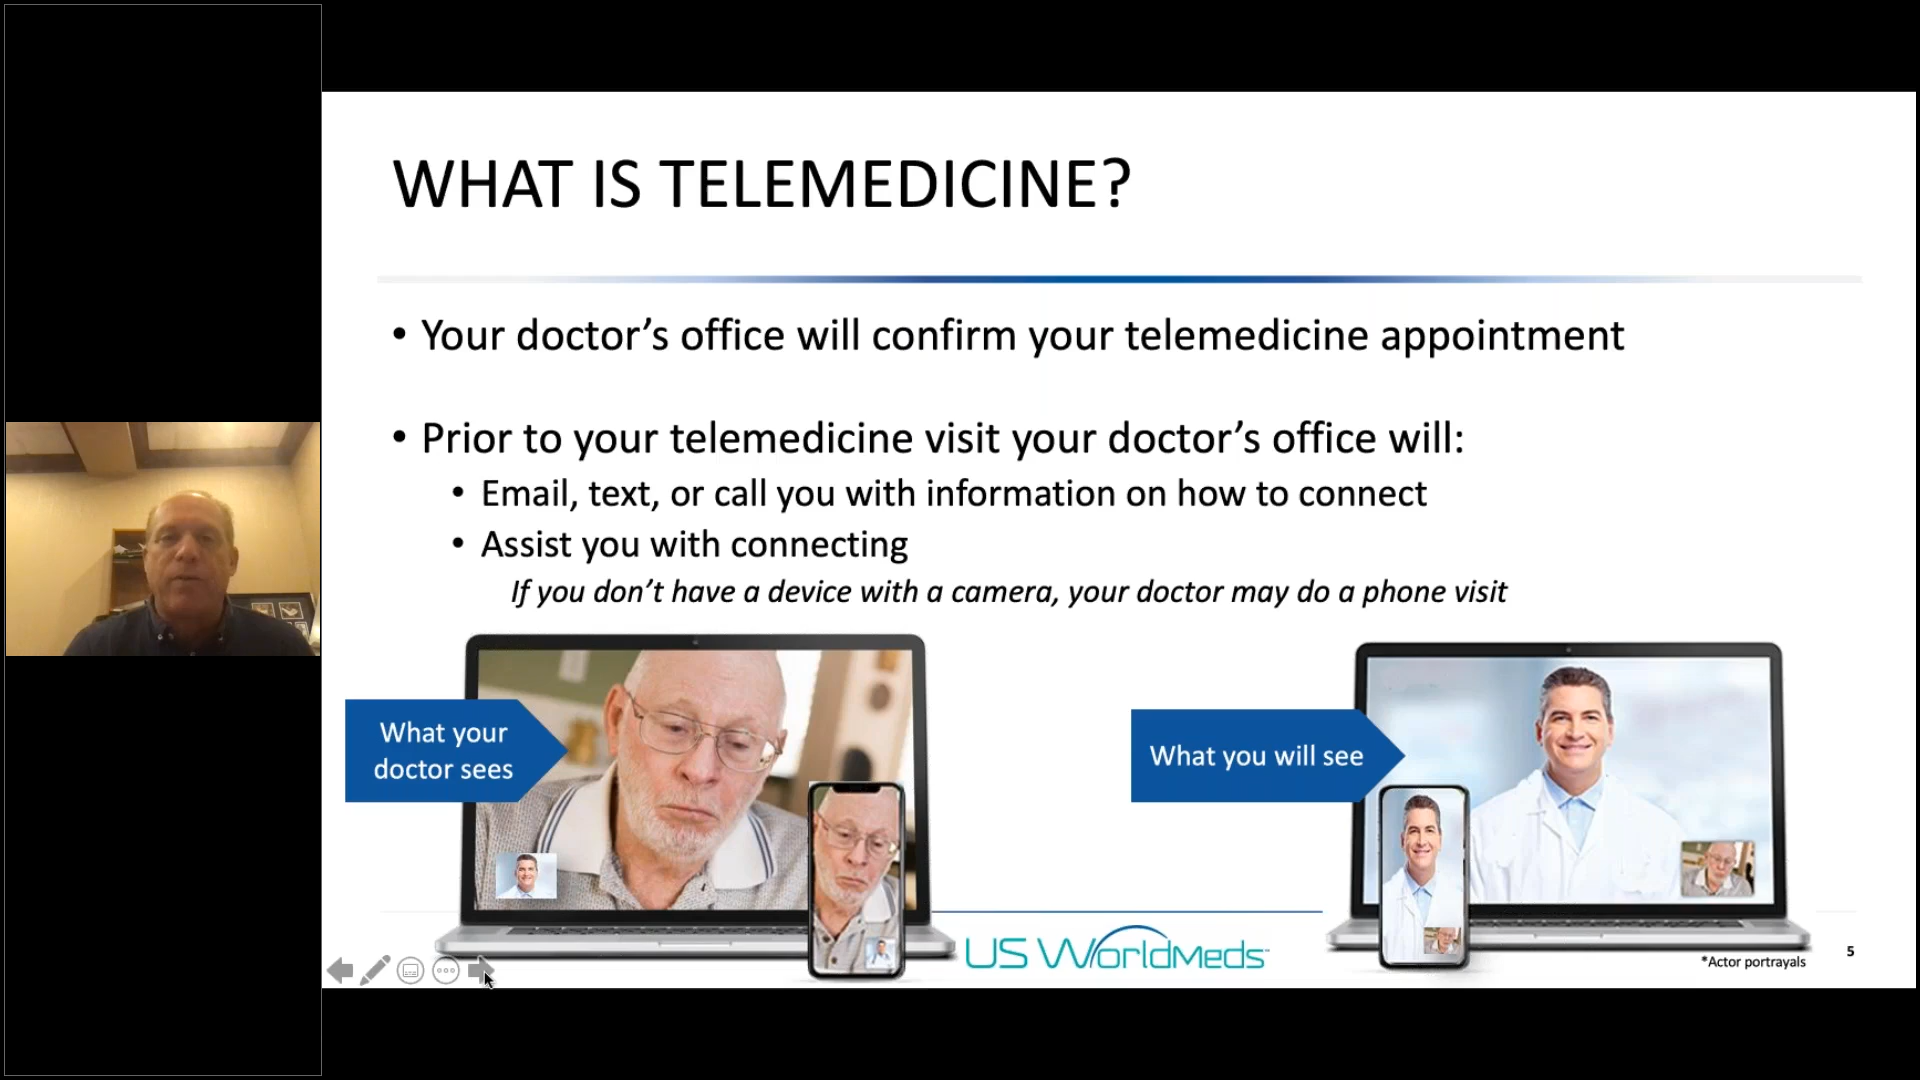 WHAT IS TELEMEDICINE?
• Your doctor’s office will confirm your telemedicine appointment
• Prior to your telemedicine visit your doctor’s office will:
• Email, text, or call you with information on how to connect
• Assist you with connecting
If you don’t have a device with a camera, your doctor may do a phone visit
What your
doctor sees
What you will see
US WorldMeds™
*Actor portrayals
5